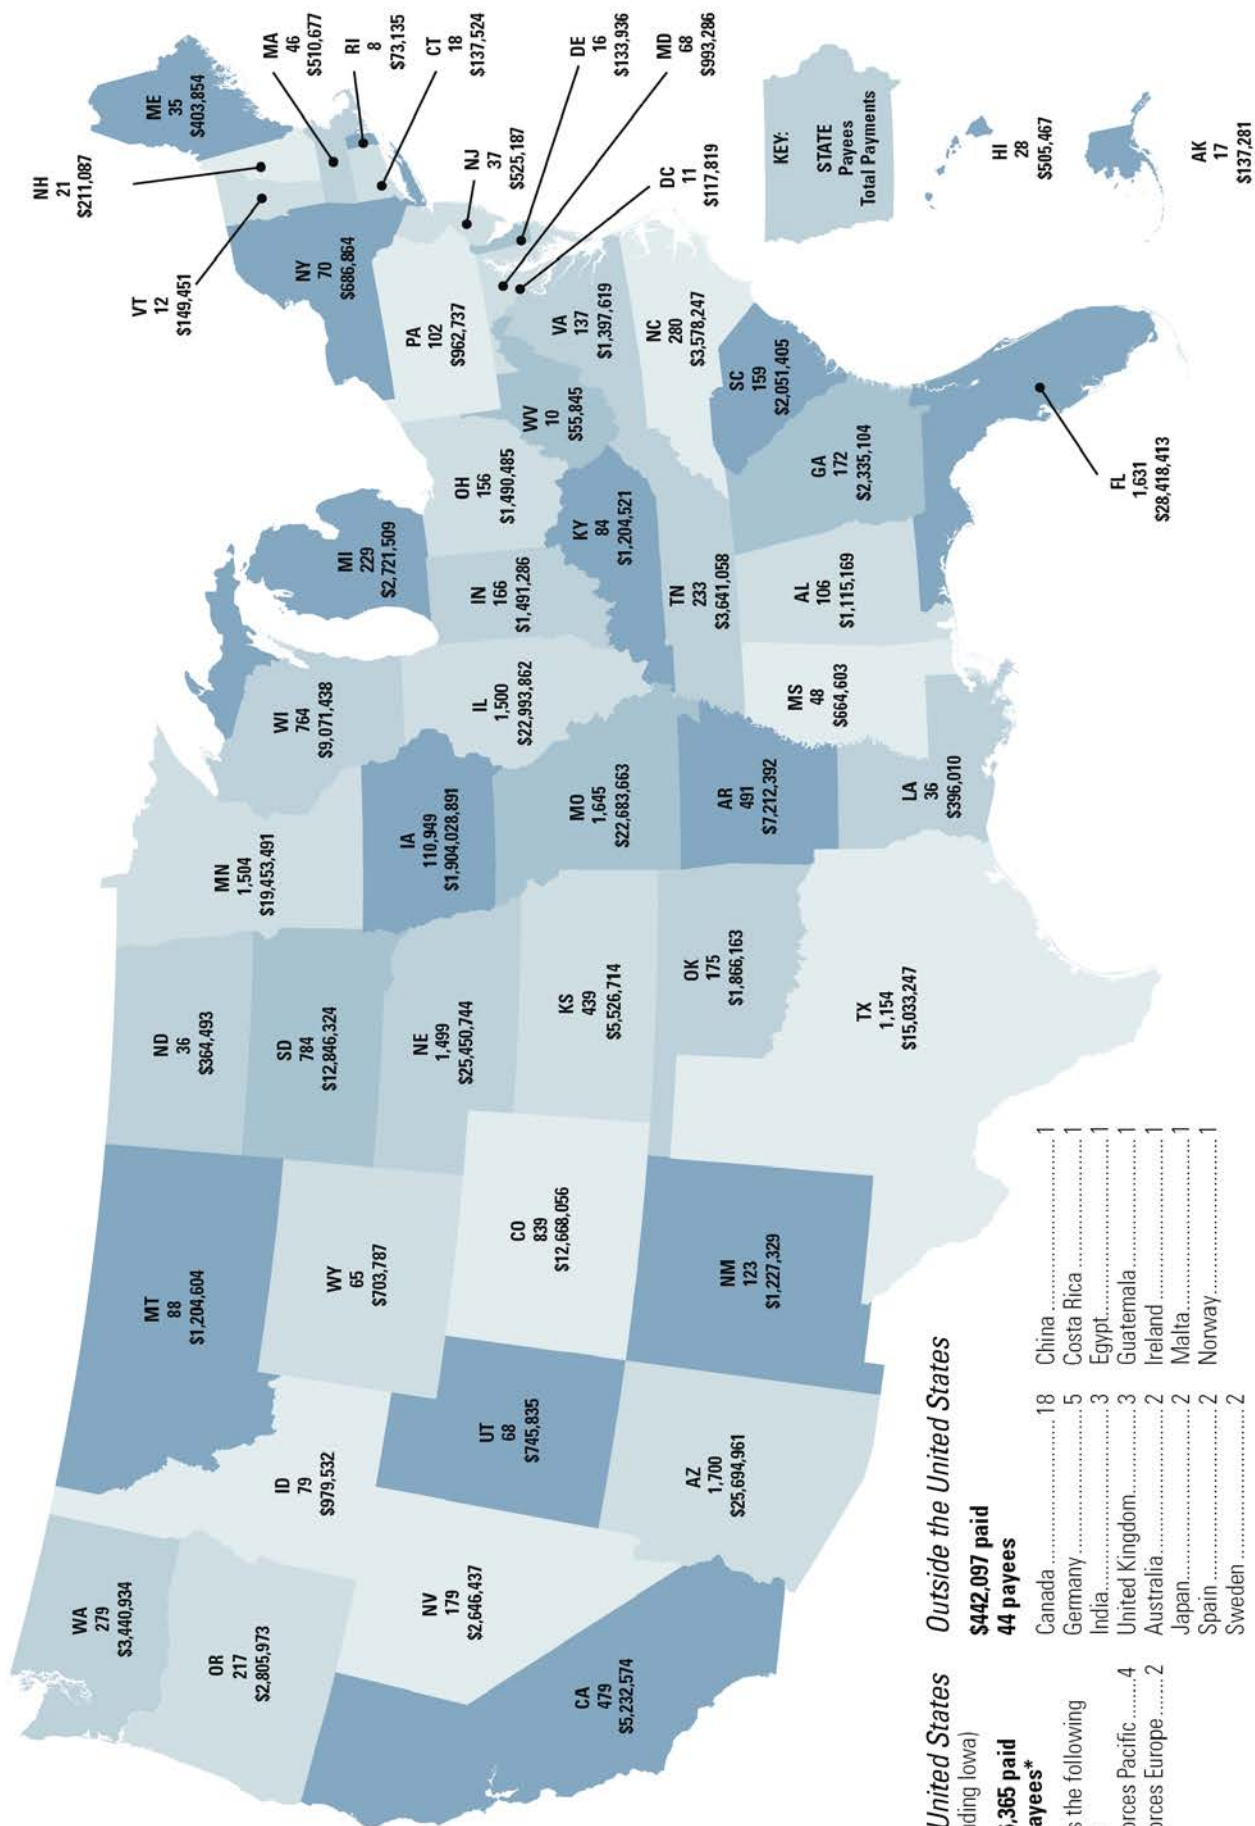 WA
279
$3,440,934
OR
217
$2,805,973
CA
479
$5,232,574
NV
179
$2,646,437
ID
79
$979,532
MT
88
$1,204,604
WY
65
$703,787
UT
68
$745,835
AZ
1,700
$25,694,961
CO
839
$12,668,056
NM
123
$1,227,329
ND
36
$364,493
SD
784
$12,846,324
NE
1,499
$25,450,744
KS
439
$5,526,714
OK
175
$1,866,163
TX
1,154
$15,033,247
MN
1,504
$19,453,491
IA
110,949
$1,904,028,891
MO
1,645
$22,683,663
AR
491
$7,212,392
LA
36
$396,010
WI
764
$9,071,438
IL
1,500
$22,993,862
MS
48
$664,603
MI
229
$2,721,509
IN
166
$1,491,286
KY
84
$1,204,521
TN
233
$3,641,058
AL
106
$1,115,169
OH
156
$1,490,485
WV
10
$55,845
GA
172
$2,335,104
FL
1,631
$28,418,413
SC
159
$2,051,405
NC
280
$3,578,247
VA
137
$1,397,619
PA
102
$962,737
NY
70
$686,864
VT
12
$149,451
NH
21
$211,087
ME
35
$403,854
MA
46
$510,677
RI
8
$73,135
CT
18
$137,524
NJ
37
$525,187
DE
16
$133,936
MD
68
$993,286
DC
11
$117,819
KEY:
STATE
Payees
Total Payments
HI
28
$505,467
AK
17
$137,281
United States
ding Iowa)
,365 paid
ayees*
s the following
orces Pacific........4
orces Europe.......2
Outside the United States
$442,097 paid
44 payees
Canada..........................18
Germany........................5
India...............................3
United Kingdom.............3
Australia........................2
Japan.............................2
Spain.............................2
Sweden.........................2
China.............................1
Costa Rica.....................1
Egypt.............................1
Guatemala.....................1
Ireland...........................1
Malta.............................1
Norway..........................1